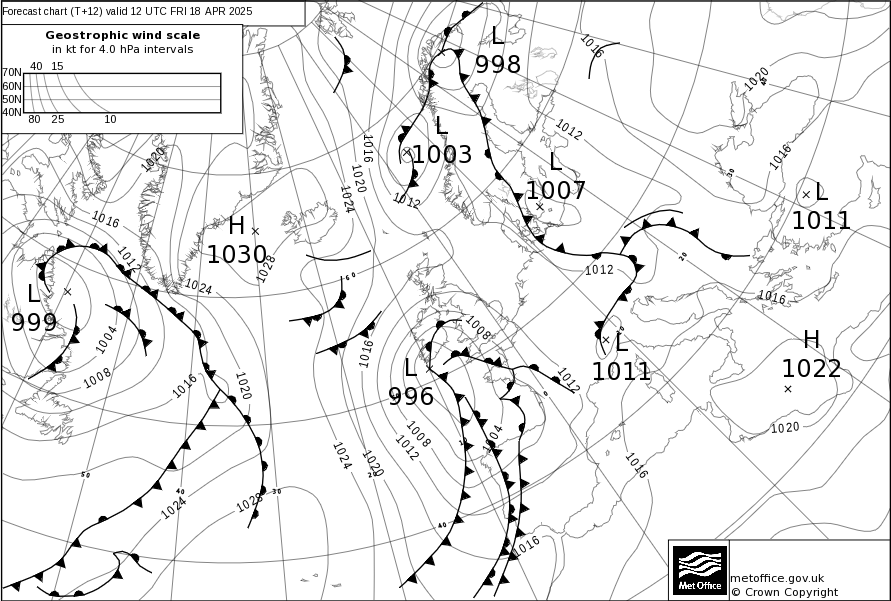 Forecast chart (T+12) valid 12 UTC FRI 18 APR 2025
Geostrophic wind scale
in kt for 4.0 hPa intervals
40 15
70N
60N
50N
40N
80 25 10
L
998
1016
1020
L
1003
1016
1012
1020
1020
1024
1012
L
1007
1016
30
L
1011
1016
H
1030
1028
1012
1024
60
20
1012
1016
L
999
1004
1008
1016
1020
1016
1008
L
996
1012
0
10
L
1011
H
1022
1020
1008
1012
1004
10
1024
1020
1016
50
40
30
1024
1028
40
1016
metoffice.gov.uk
© Crown Copyright
Met Office